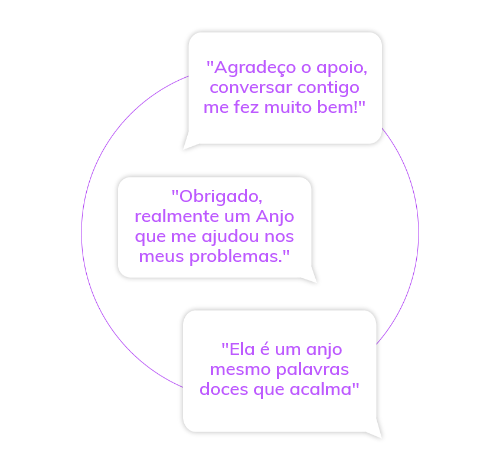 "Agradeço o apoio,
conversar contigo
me fez muito bem!"
"Obrigado,
realmente um Anjo
que me ajudou nos
meus problemas."
"Ela é um anjo
mesmo palavras
doces que acalma"